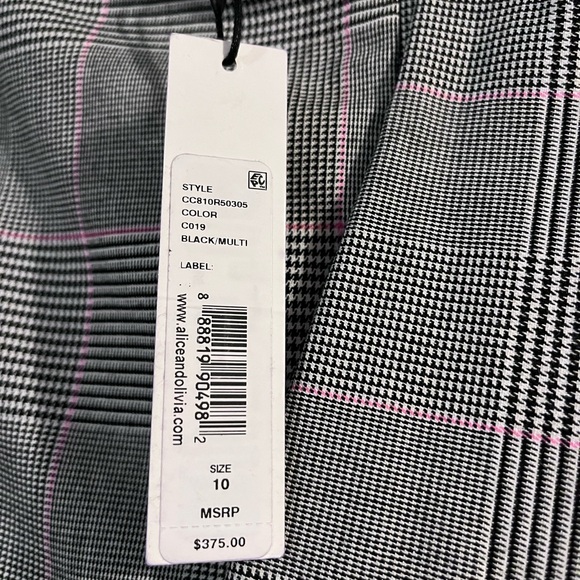 STYLE
CC810R50305
COLOR
C019
BLACK/MULTI
LABEL:
8 88819 90498 2
www.aliceandolivia.com
SIZE
10
MSRP
$375.00